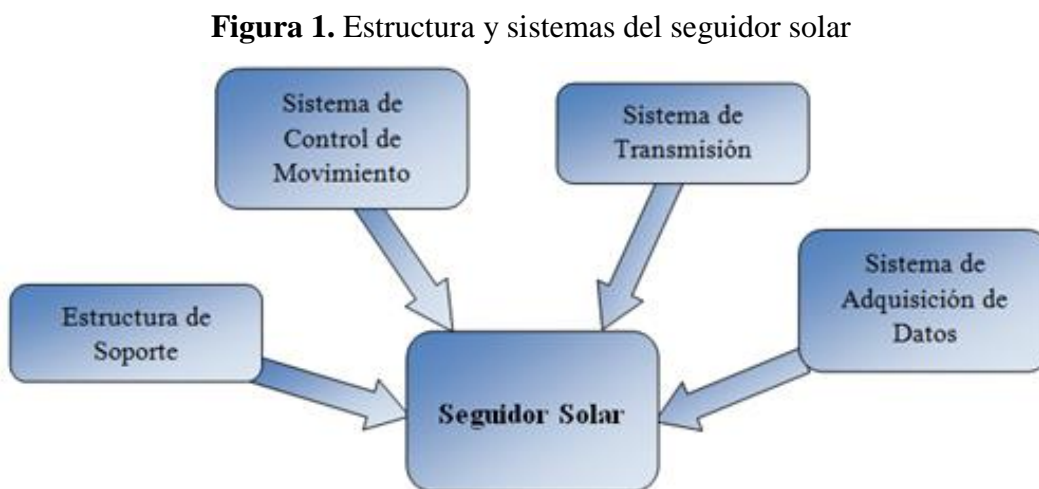 Figura 1. Estructura y sistemas del seguidor solar
Sistema de
Control de
Movimiento
Sistema de
Transmisión
Estructura de
Soporte
Sistema de
Adquisición de
Datos
Seguidor Solar